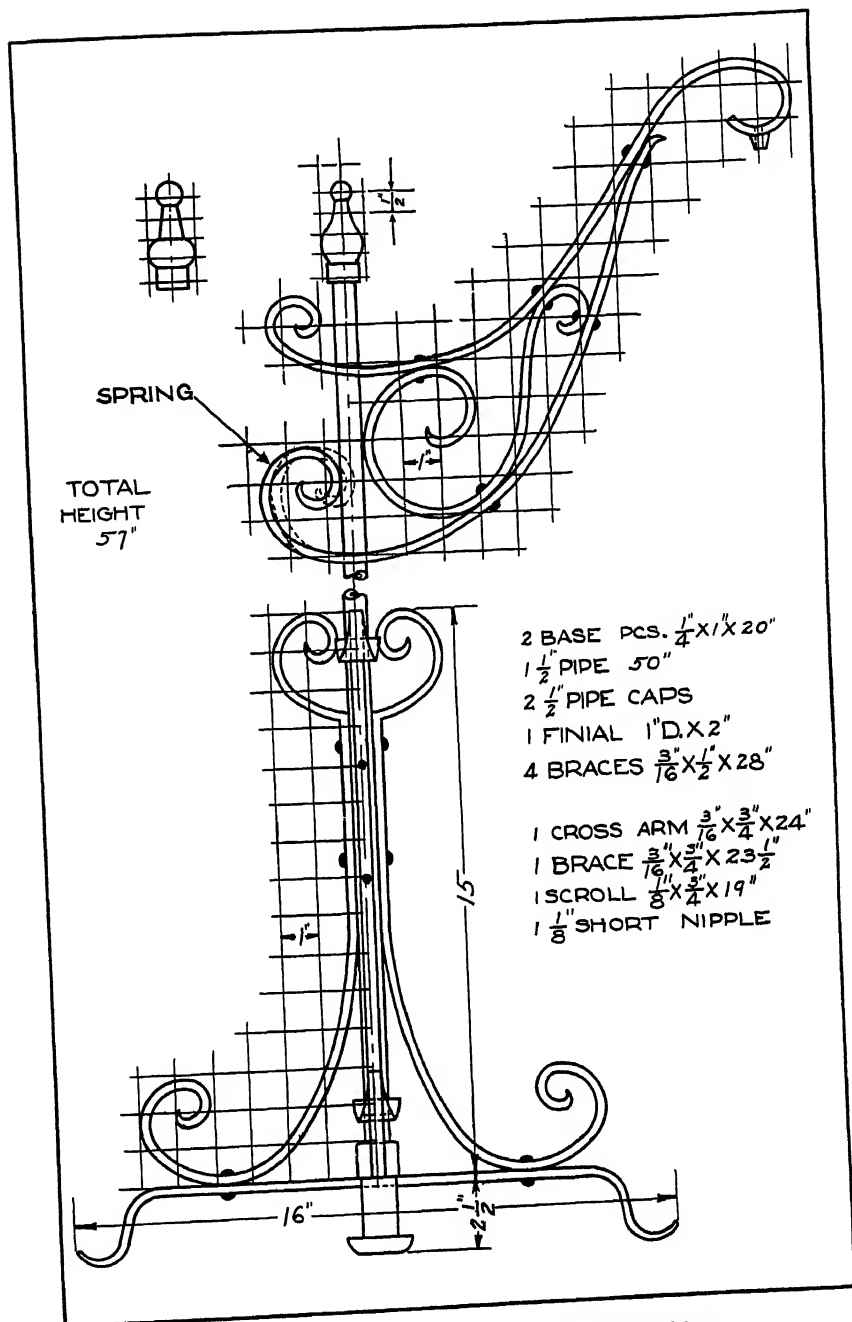 1/2"
SPRING
1"
TOTAL
HEIGHT
57"
2 BASE PCS. 1/4"X1"X20"
1 1/2" PIPE 50"
2 1/2" PIPE CAPS
1 FINIAL 1"D.X2"
4 BRACES 3/16"X1/2"X28"
1 CROSS ARM 3/16"X3/4"X24"
1 BRACE 3/16"X3/4"X23 1/2"
1 SCROLL 1/8"X3/4"X19"
1 1/8" SHORT NIPPLE
15
1"
16"
2 1/2"